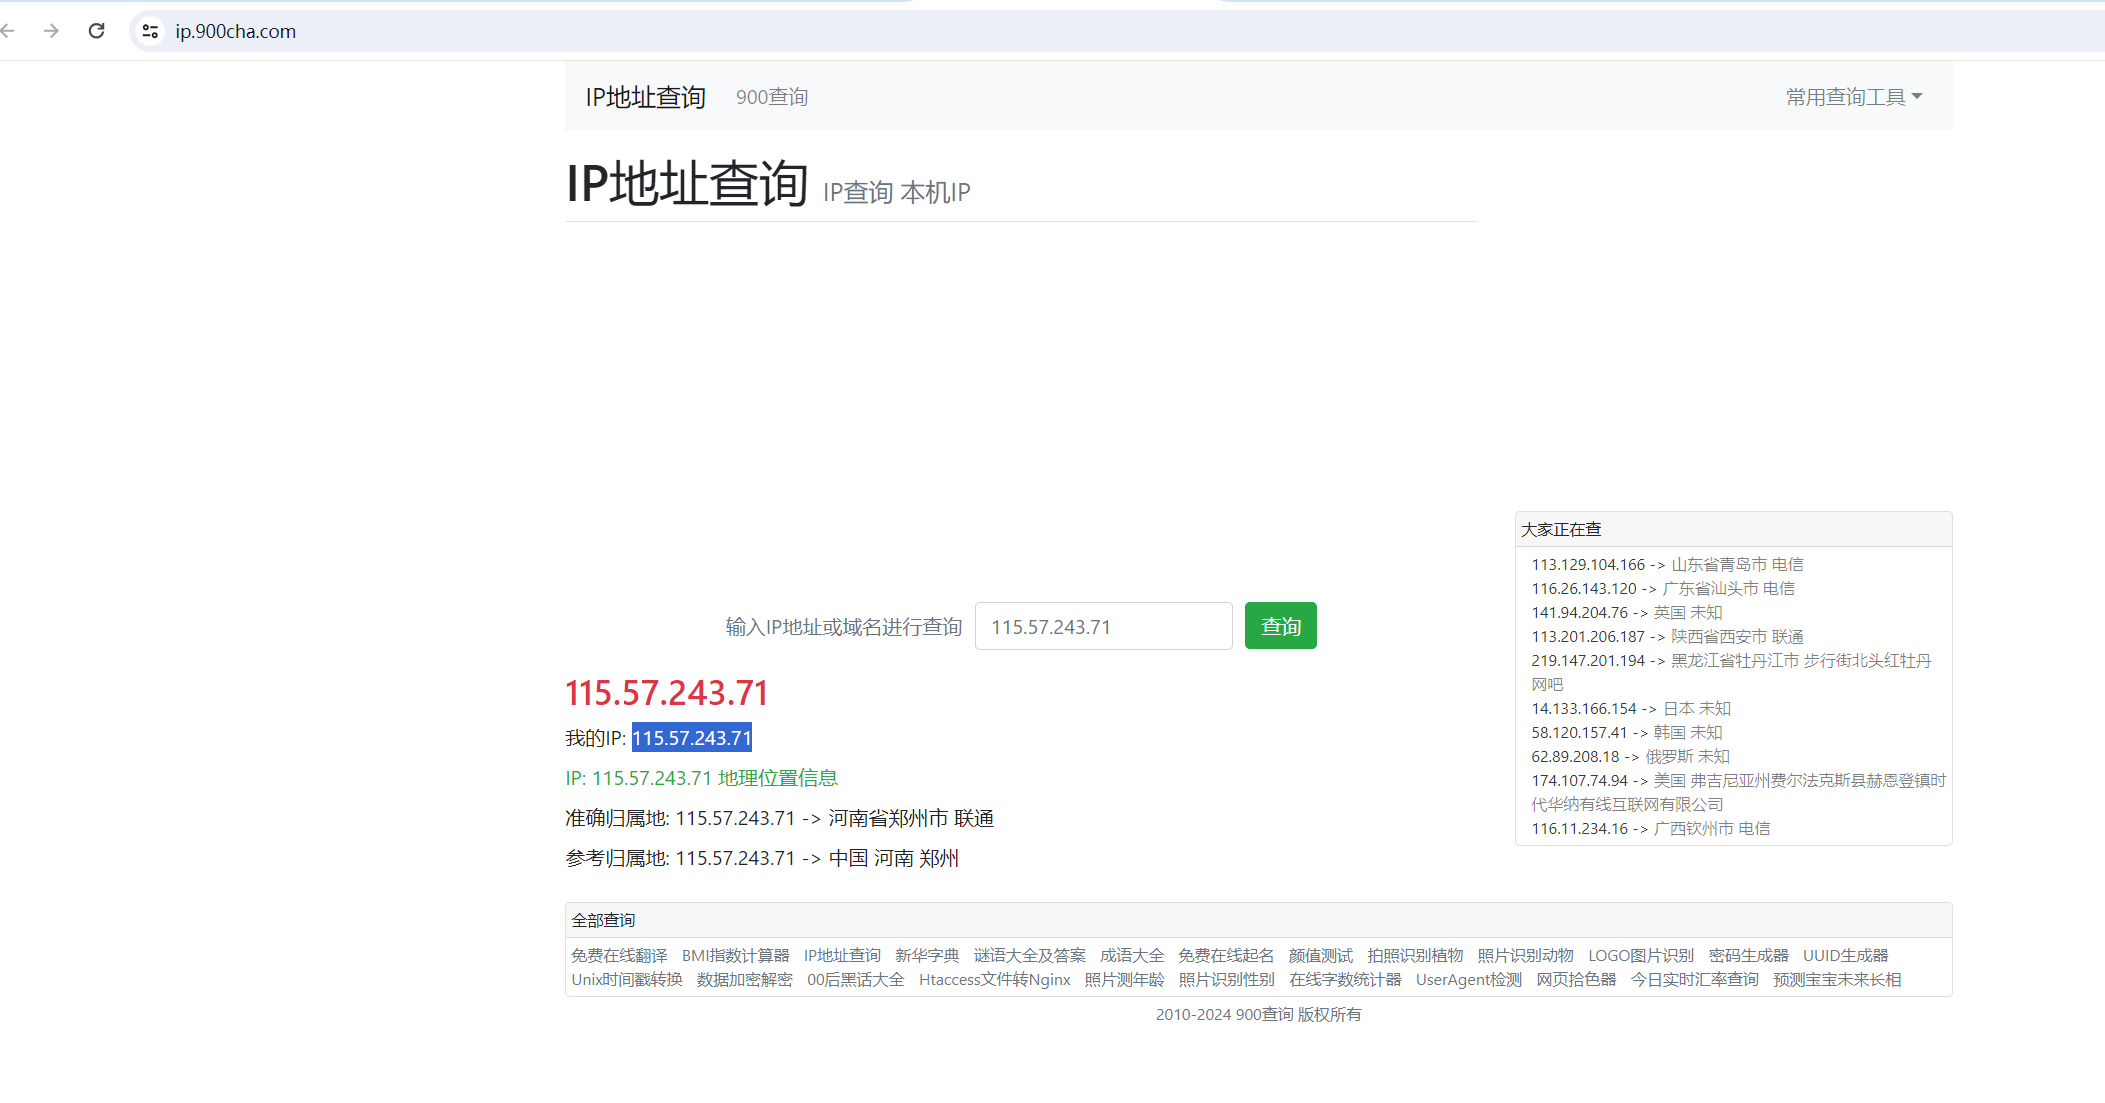 ip.900cha.com
IP地址查询 900查询 常用查询工具
IP地址查询 IP查询 本机IP
输入IP地址或域名进行查询 115.57.243.71 查询
115.57.243.71
我的IP: 115.57.243.71
IP: 115.57.243.71 地理位置信息
准确归属地: 115.57.243.71 -> 河南省郑州市 联通
参考归属地: 115.57.243.71 -> 中国 河南 郑州
大家正在查
113.129.104.166 -> 山东省青岛市 电信
116.26.143.120 -> 广东省汕头市 电信
141.94.204.76 -> 英国 未知
113.201.206.187 -> 陕西省西安市 联通
219.147.201.194 -> 黑龙江省牡丹江市 步行街北头红牡丹
网吧
14.133.166.154 -> 日本 未知
58.120.157.41 -> 韩国 未知
62.89.208.18 -> 俄罗斯 未知
174.107.74.94 -> 美国 弗吉尼亚州费尔法克斯县赫恩登镇时
代华纳有线互联网有限公司
116.11.234.16 -> 广西钦州市 电信
全部查询
免费在线翻译 BMI指数计算器 IP地址查询 新华字典 谜语大全及答案 成语大全 免费在线起名 颜值测试 拍照识别植物 照片识别动物 LOGO图片识别 密码生成器 UUID生成器
Unix时间戳转换 数据加密解密 00后黑话大全 Htaccess文件转Nginx 照片测年龄 照片识别性别 在线字数统计器 UserAgent检测 网页拾色器 今日实时汇率查询 预测宝宝未来长相
2010-2024 900查询 版权所有